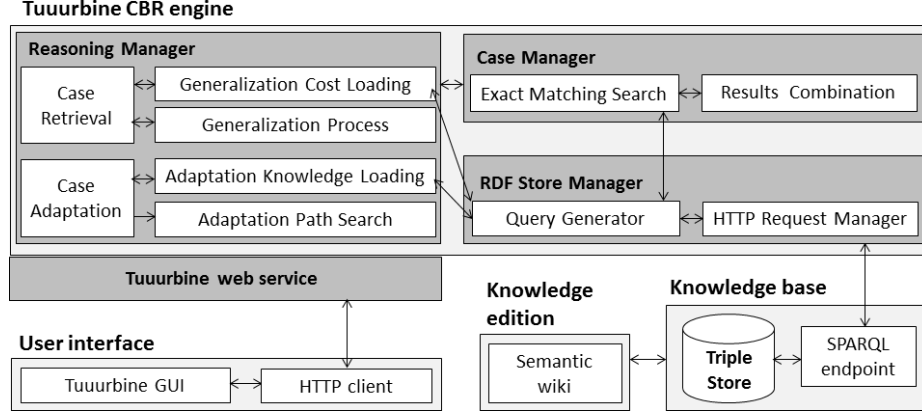 Tuuurbine CBR engine
Reasoning Manager
Case
Retrieval
Generalization Cost Loading
Generalization Process
Case
Adaptation
Adaptation Knowledge Loading
Adaptation Path Search
Case Manager
Exact Matching Search
Results Combination
RDF Store Manager
Query Generator
HTTP Request Manager
Tuuurbine web service
User interface
Tuuurbine GUI
HTTP client
Knowledge
edition
Semantic
wiki
Knowledge base
Triple
Store
SPARQL
endpoint